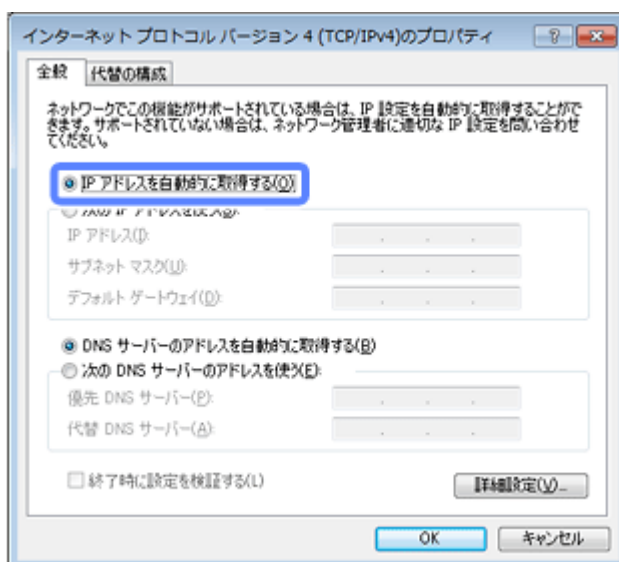 インターネット プロトコル バージョン 4 (TCP/IPv4)のプロパティ
全般 代替の構成
ネットワークでこの機能がサポートされている場合は、IP 設定を自動的に取得することがで
きます。サポートされていない場合は、ネットワーク管理者に適切な IP 設定を問い合わせ
てください。
IP アドレスを自動的に取得する(O)
次の IP アドレスを使う(S):
IP アドレス(I):
サブネット マスク(U):
デフォルト ゲートウェイ(D):
DNS サーバーのアドレスを自動的に取得する(B)
次の DNS サーバーのアドレスを使う(E):
優先 DNS サーバー(P):
代替 DNS サーバー(A):
終了時に設定を検証する(L)
詳細設定(V)...
OK キャンセル